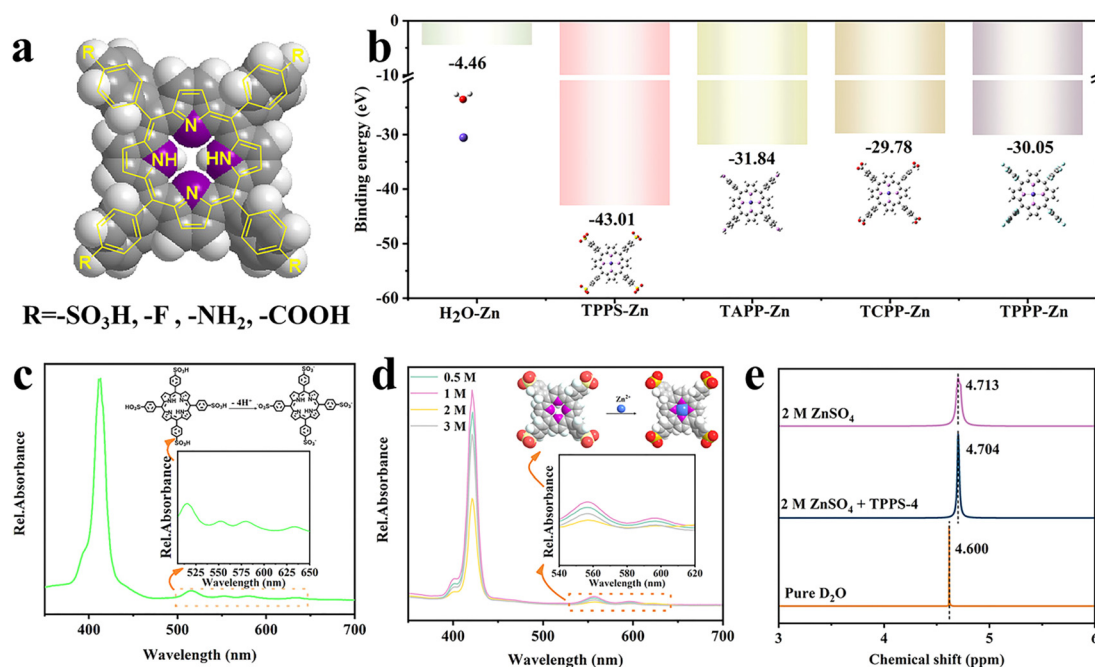 a
R
R
N
NH
HN
N
R
R
R=-SO₃H, -F , -NH₂, -COOH
b
Binding energy (eV)
0
-10
-30
-40
-50
-60
-4.46
-43.01
-31.84
-29.78
-30.05
H₂O-Zn
TPPS-Zn
TAPP-Zn
TCPP-Zn
TPPP-Zn
c
Rel.Absorbance
- 4H⁺
Rel.Absorbance
525 550 575 600 625 650
Wavelength (nm)
400 500 600 700
Wavelength (nm)
d
0.5 M
1 M
2 M
3 M
Zn²⁺
Rel.Absorbance
Rel.Absorbance
540 560 580 600 620
Wavelength (nm)
400 500 600 700
Wavelength (nm)
e
4.713
2 M ZnSO₄
4.704
2 M ZnSO₄ + TPPS-4
4.600
Pure D₂O
3 4 5 6
Chemical shift (ppm)